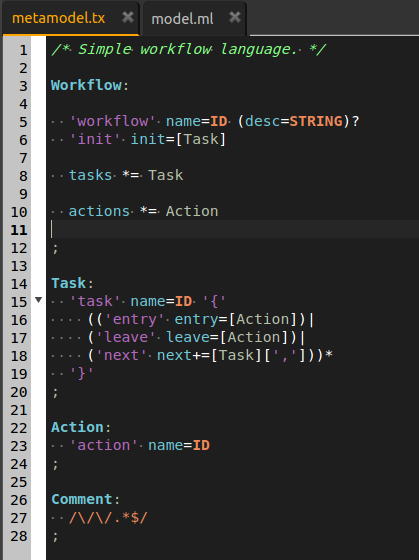 metamodel.tx model.ml
1 /* Simple workflow language. */
2
3 Workflow:
4
5 'workflow' name=ID (desc=STRING)?
6 'init' init=[Task]
7
8 tasks *= Task
9
10 actions *= Action
11
12 ;
13
14 Task:
15 'task' name=ID '{'
16 (('entry' entry=[Action])|
17 ('leave' leave=[Action])|
18 ('next' next+=[Task][',']))*
19 '}'
20 ;
21
22 Action:
23 'action' name=ID
24 ;
25
26 Comment:
27 /\/\/.*$/
28 ;